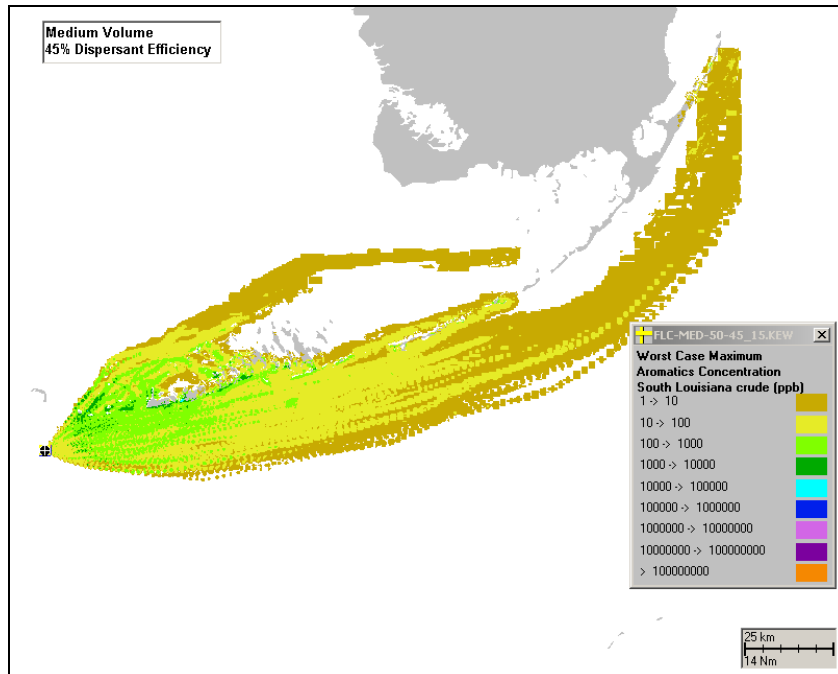 Medium Volume
45% Dispersant Efficiency
FLC-MED-50-45_15.KEW
Worst Case Maximum
Aromatics Concentration
South Louisiana crude (ppb)
1 -> 10
10 -> 100
100 -> 1000
1000 -> 10000
10000 -> 100000
100000 -> 1000000
1000000 -> 10000000
10000000 -> 100000000
> 100000000
25 km
14 Nm